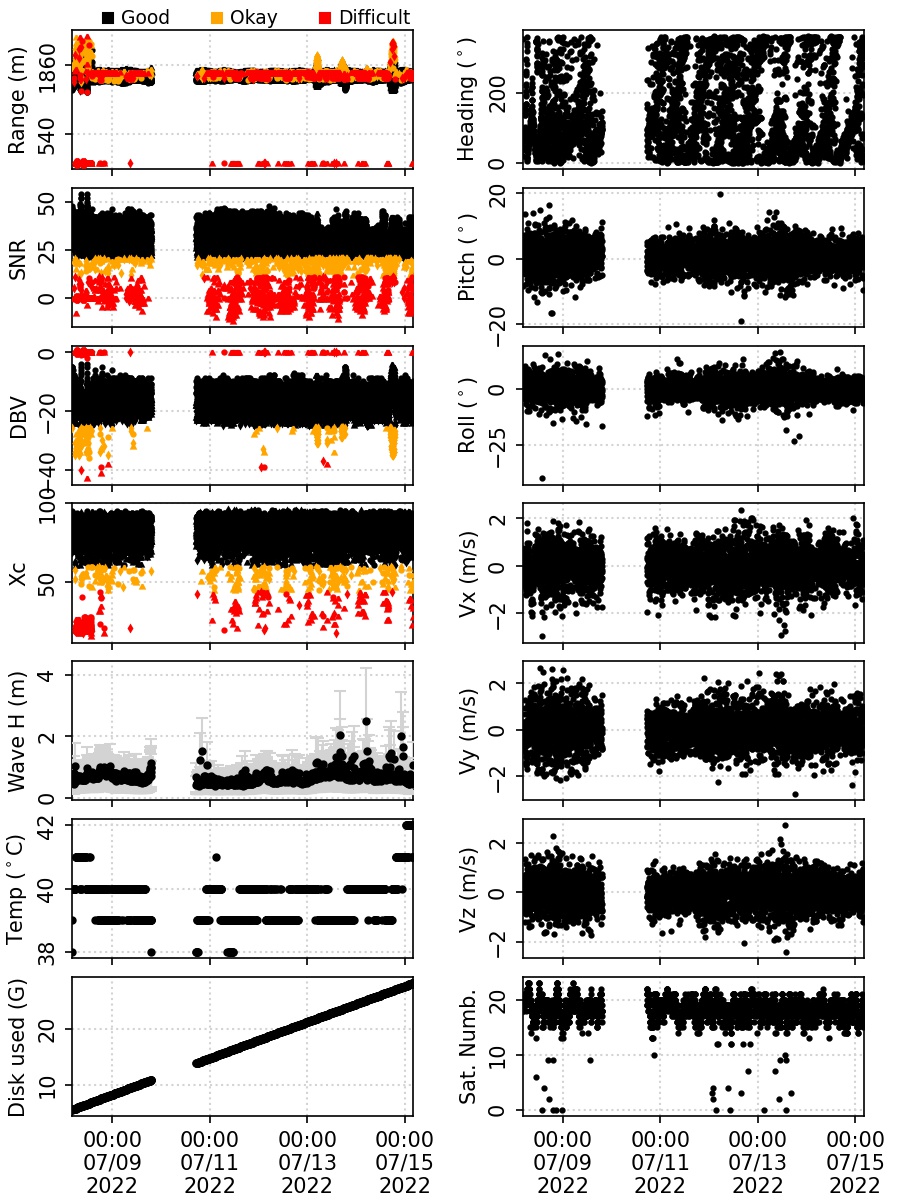 Good Okay Difficult
Range (m)
1860
540
Heading (°)
200
0
SNR
50
25
0
Pitch (°)
20
0
−20
DBV
0
−20
−40
Roll (°)
0
−25
Xc
100
50
Vx (m/s)
2
0
−2
Wave H (m)
4
2
0
Vy (m/s)
2
0
−2
Temp (°C)
42
40
38
Vz (m/s)
2
0
−2
Disk used (G)
20
10
Sat. Numb.
20
10
0
00:00 00:00 00:00 00:00
07/09 07/11 07/13 07/15
2022 2022 2022 2022
00:00 00:00 00:00 00:00
07/09 07/11 07/13 07/15
2022 2022 2022 2022